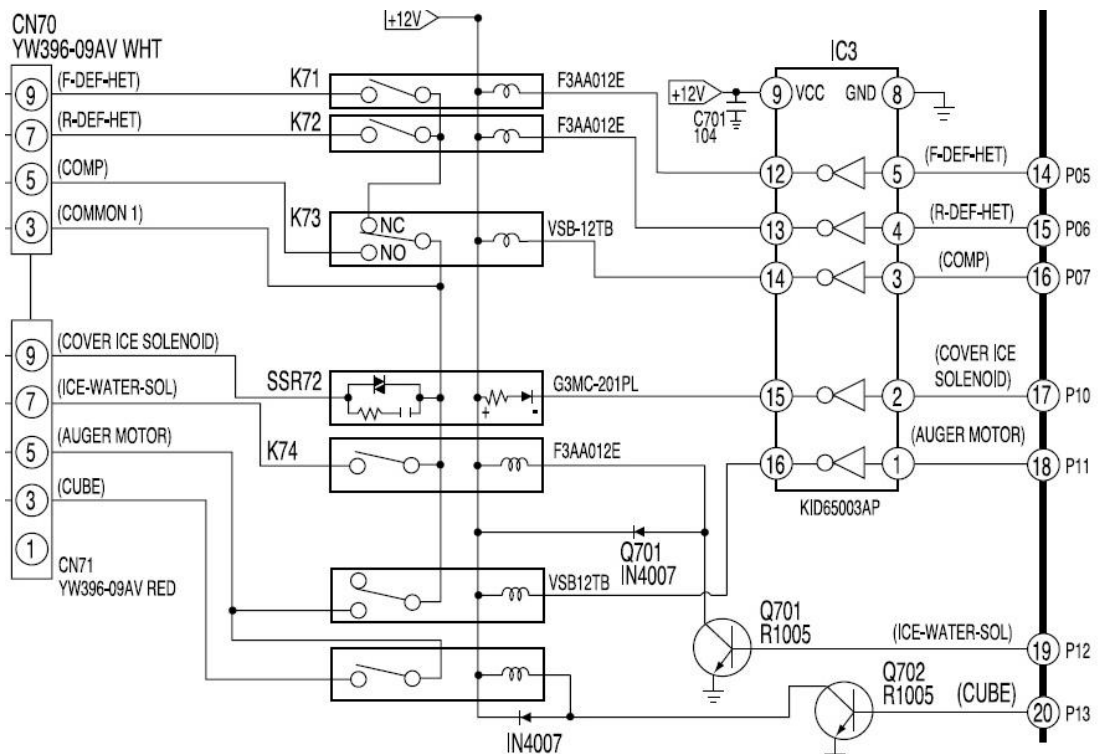 CN70
YW396-09AV WHT
+12V
IC3
9 (F-DEF-HET)
K71
F3AA012E
+12V
9 VCC GND 8
C701
104
7 (R-DEF-HET)
K72
F3AA012E
5 (COMP)
12
5
(F-DEF-HET)
14 P05
3 (COMMON 1)
K73
NC
NO
VSB-12TB
13
4
(R-DEF-HET)
15 P06
14
3
(COMP)
16 P07
9 (COVER ICE SOLENOID)
SSR72
+ -
G3MC-201PL
15
2
(COVER ICE
SOLENOID)
17 P10
7 (ICE-WATER-SOL)
K74
F3AA012E
5 (AUGER MOTOR)
16
1
(AUGER MOTOR)
18 P11
KID65003AP
3 (CUBE)
1
CN71
YW396-09AV RED
Q701
IN4007
VSB12TB
Q701
R1005
(ICE-WATER-SOL)
19 P12
Q702
R1005
(CUBE)
20 P13
IN4007